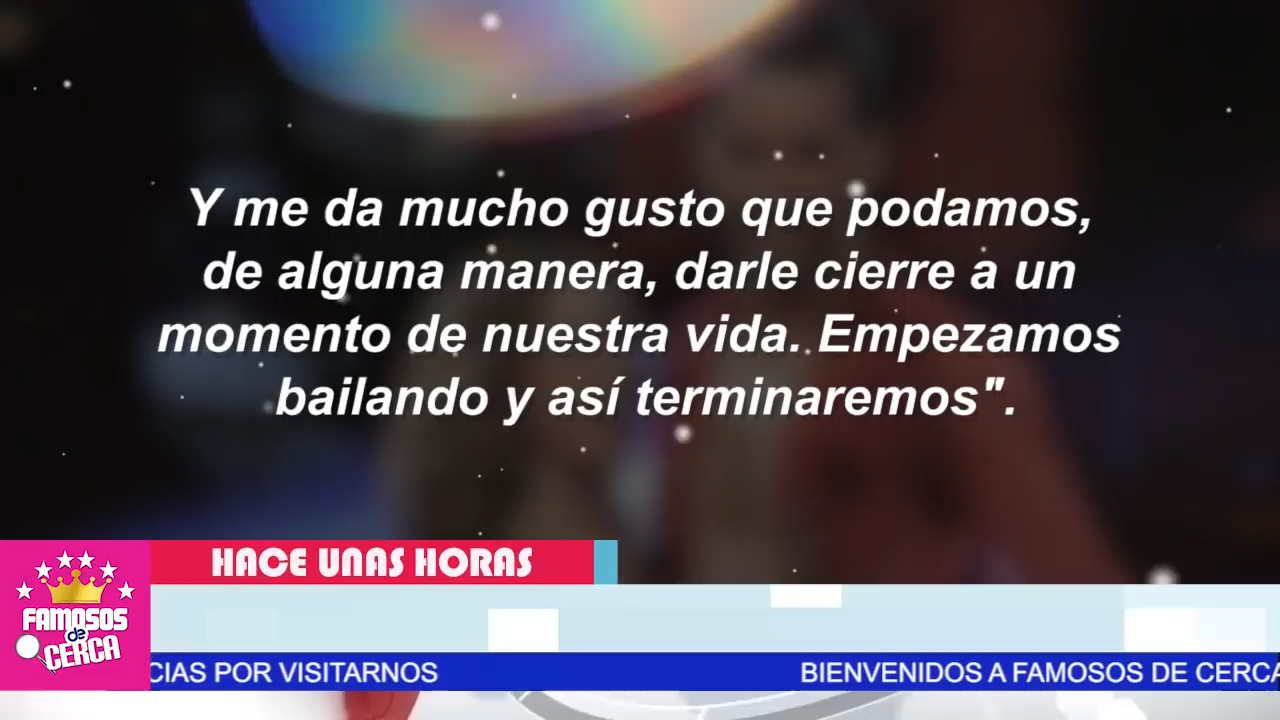 Y me da mucho gusto que podamos,
de alguna manera, darle cierre a un
momento de nuestra vida. Empezamos
bailando y así terminaremos".
HACE UNAS HORAS
FAMOSOS
de
CERCA
CIAS POR VISITARNOS
BIENVENIDOS A FAMOSOS DE CERCA